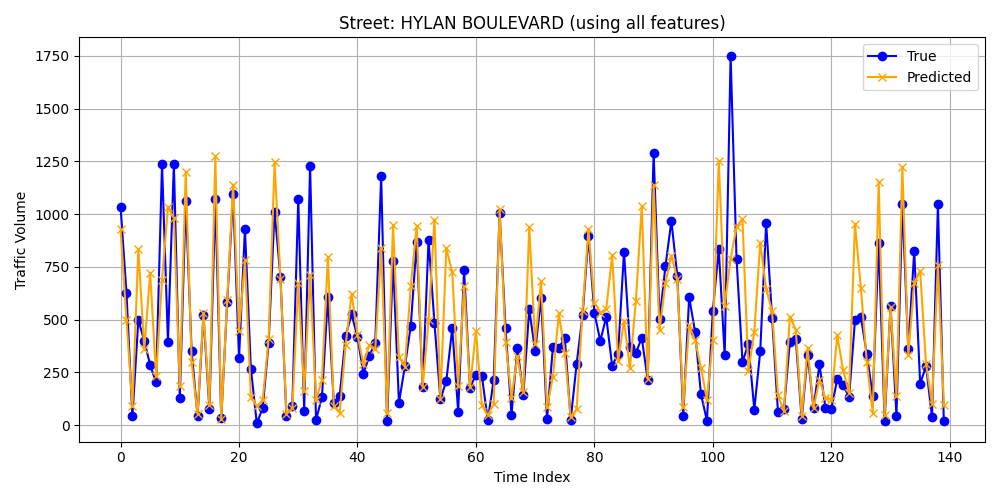 Street: HYLAN BOULEVARD (using all features)
True
Predicted
Traffic Volume
1750
1500
1250
1000
750
500
250
0
0 20 40 60 80 100 120 140
Time Index